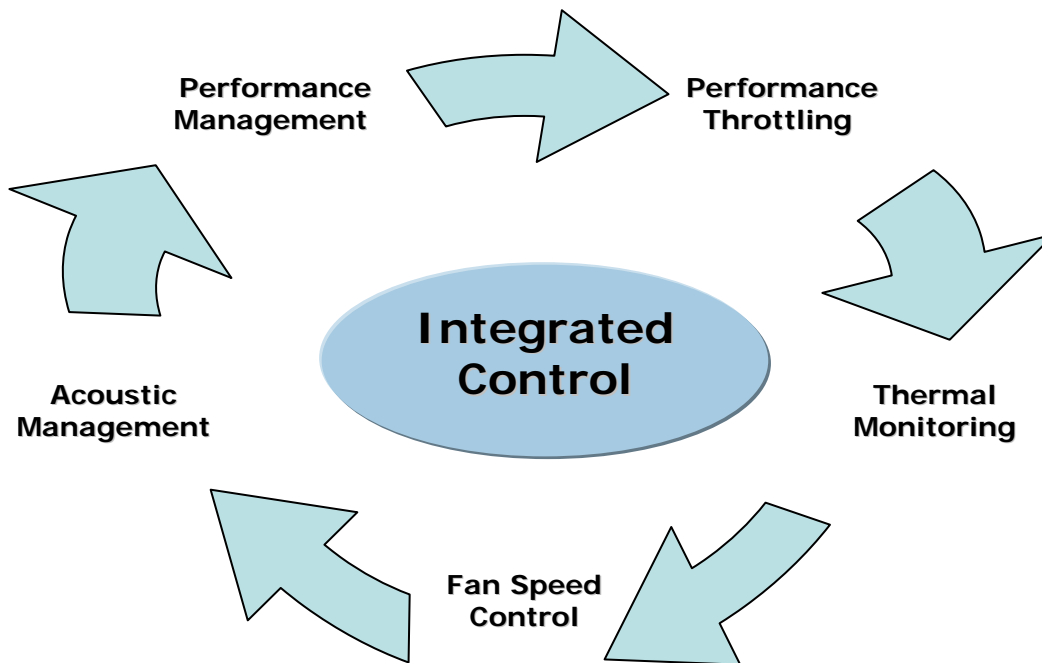 Performance
Management
Performance
Throttling
Integrated
Control
Acoustic
Management
Thermal
Monitoring
Fan Speed
Control